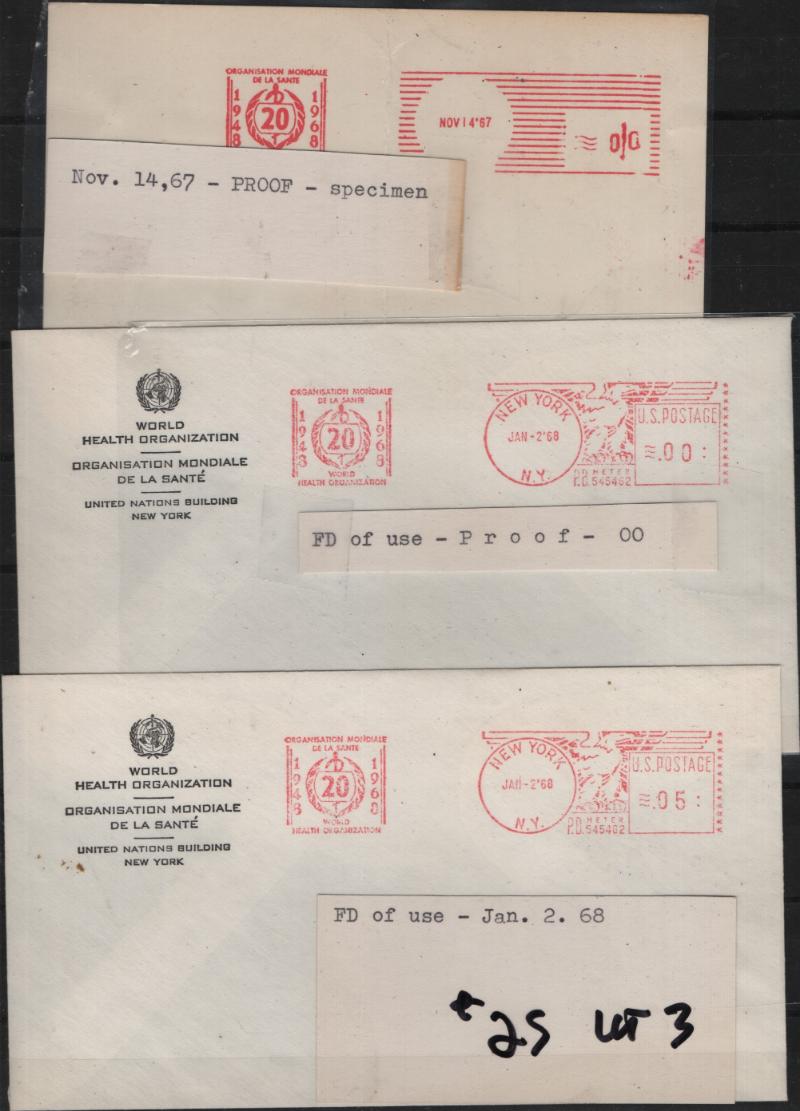 ORGANISATION MONDIALE
DE LA SANTE
1948 20 1968
NOV 14'67
Nov. 14,67 - PROOF - specimen
WORLD
HEALTH ORGANIZATION
ORGANISATION MONDIALE
DE LA SANTÉ
UNITED NATIONS BUILDING
NEW YORK
ORGANISATION MONDIALE
DE LA SANTE
1948 20 1968
WORLD
HEALTH ORGANIZATION
NEW YORK
JAN-2'68
N.Y.
U.S. POSTAGE
.00
P.B. METER
545462
FD of use - P r o o f - 00
WORLD
HEALTH ORGANIZATION
ORGANISATION MONDIALE
DE LA SANTÉ
UNITED NATIONS BUILDING
NEW YORK
ORGANISATION MONDIALE
DE LA SANTE
1948 20 1968
WORLD
HEALTH ORGANIZATION
NEW YORK
JAN-2'68
N.Y.
U.S. POSTAGE
.05
P.B. METER
545462
FD of use - Jan. 2. 68
25 LOT 3